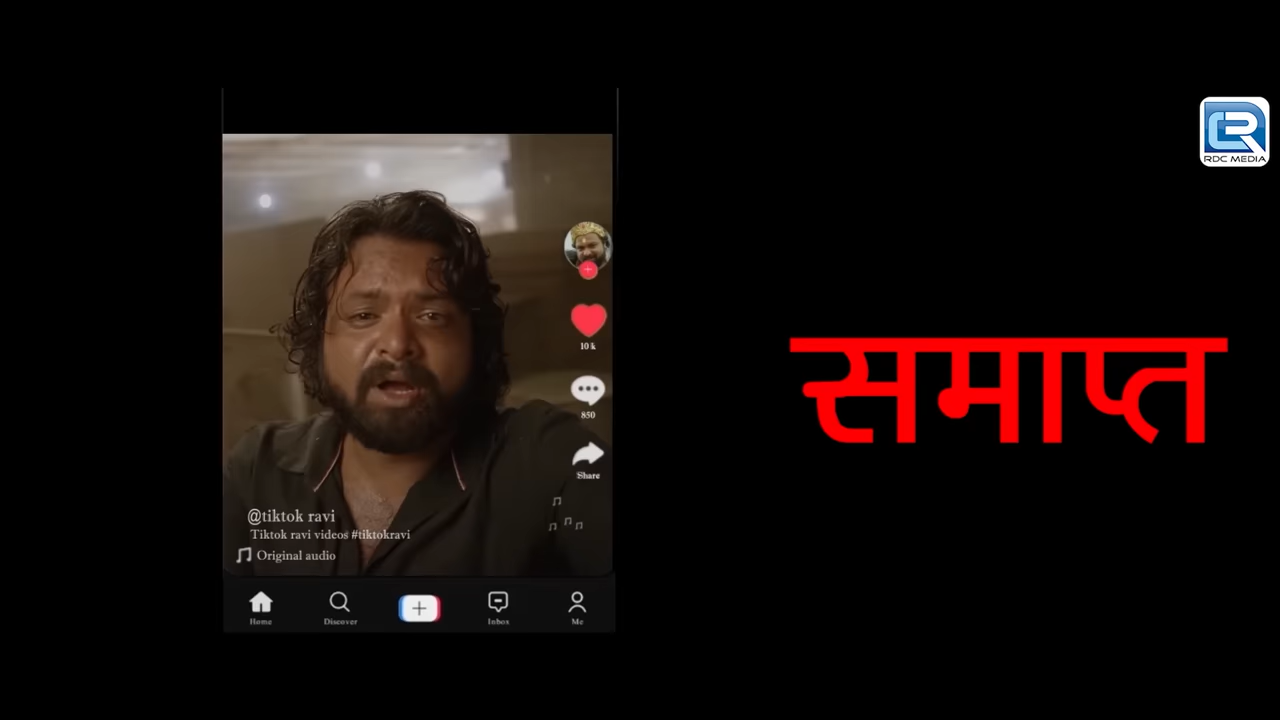 RDC MEDIA
10 k
850
Share
@tiktok ravi
Tiktok ravi videos #tiktokravi
Original audio
Home
Discover
Inbox
Me
समाप्त